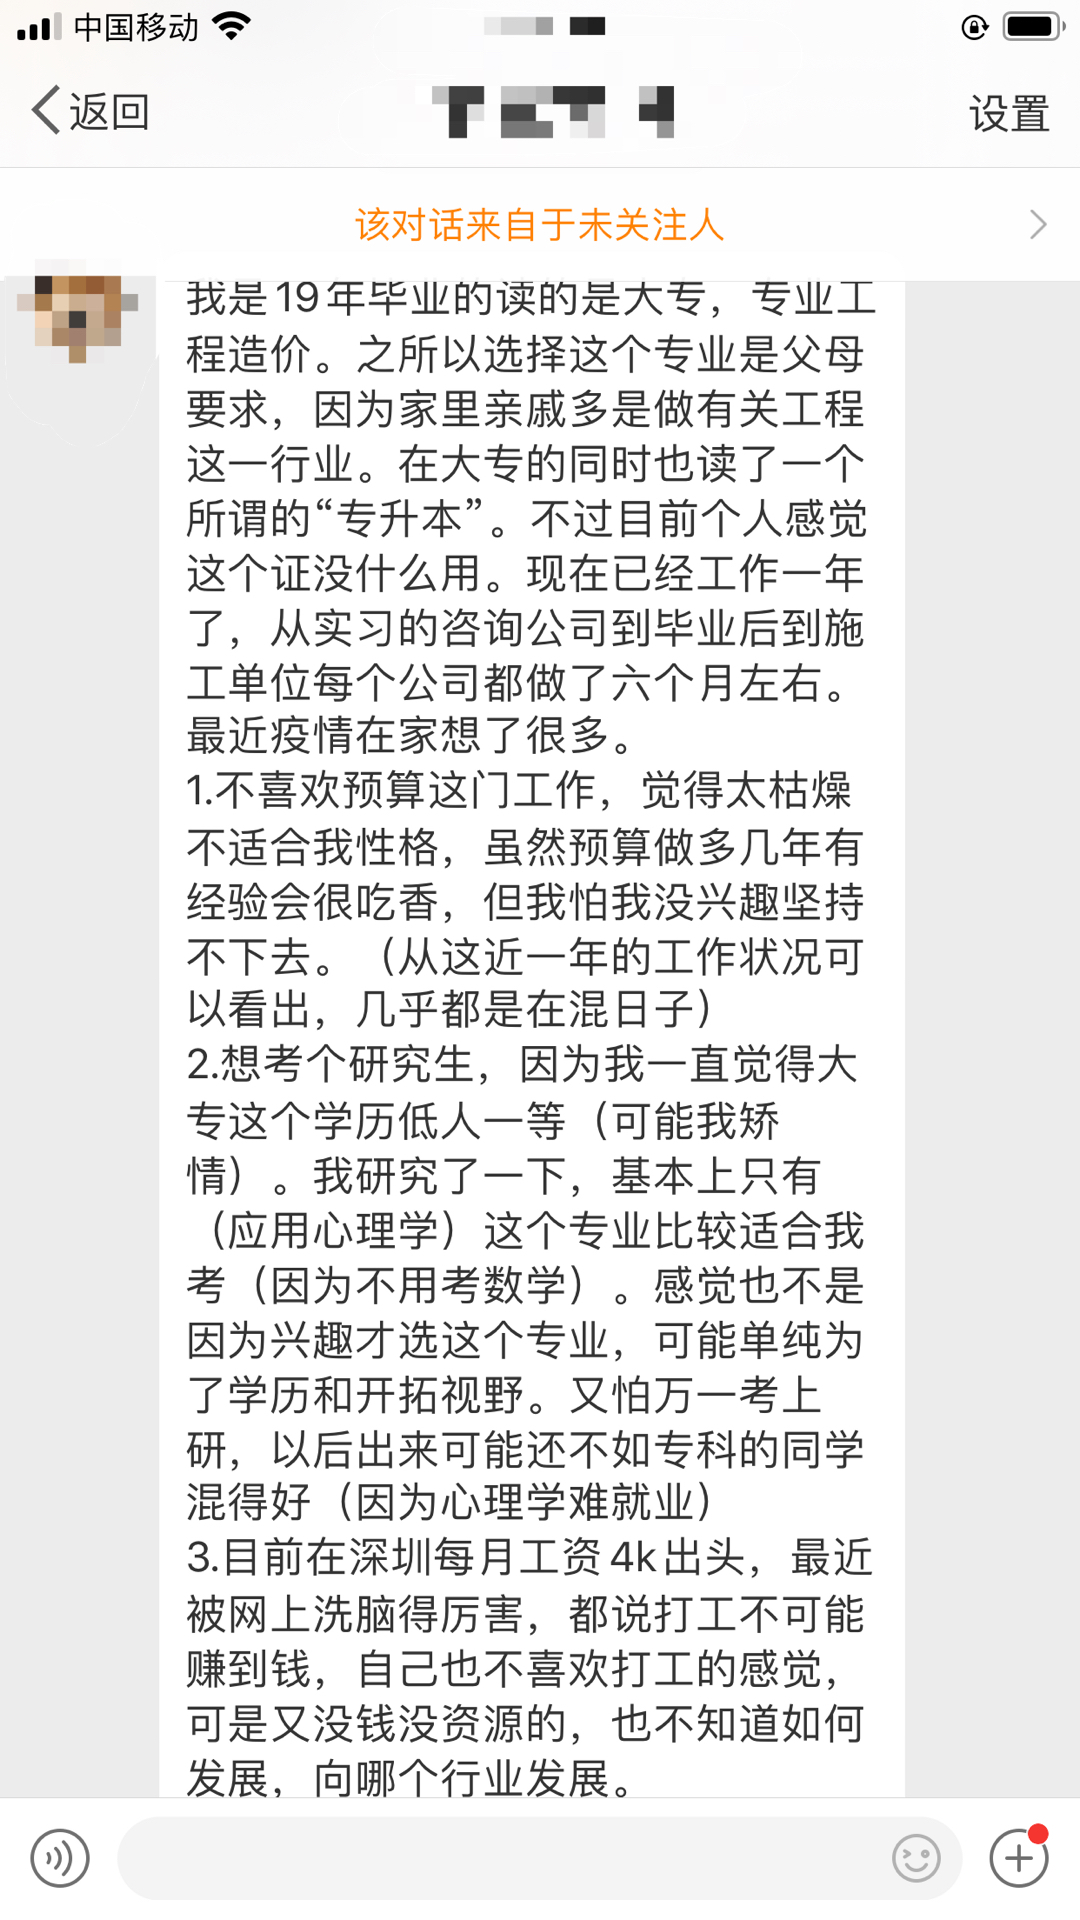 中国移动
返回
设置
该对话来自于未关注人
我是19年毕业的读的是大专，专业工
程造价。之所以选择这个专业是父母
要求，因为家里亲戚多是做有关工程
这一行业。在大专的同时也读了一个
所谓的“专升本”。不过目前个人感觉
这个证没什么用。现在已经工作一年
了，从实习的咨询公司到毕业后到施
工单位每个公司都做了六个月左右。
最近疫情在家想了很多。
1.不喜欢预算这门工作，觉得太枯燥
不适合我性格，虽然预算做多几年有
经验会很吃香，但我怕我没兴趣坚持
不下去。（从这近一年的工作状况可
以看出，几乎都是在混日子）
2.想考个研究生，因为我一直觉得大
专这个学历低人一等（可能我矫
情）。我研究了一下，基本上只有
（应用心理学）这个专业比较适合我
考（因为不用考数学）。感觉也不是
因为兴趣才选这个专业，可能单纯为
了学历和开拓视野。又怕万一考上
研，以后出来可能还不如专科的同学
混得好（因为心理学难就业）
3.目前在深圳每月工资4k出头，最近
被网上洗脑得厉害，都说打工不可能
赚到钱，自己也不喜欢打工的感觉，
可是又没钱没资源的，也不知道如何
发展，向哪个行业发展。